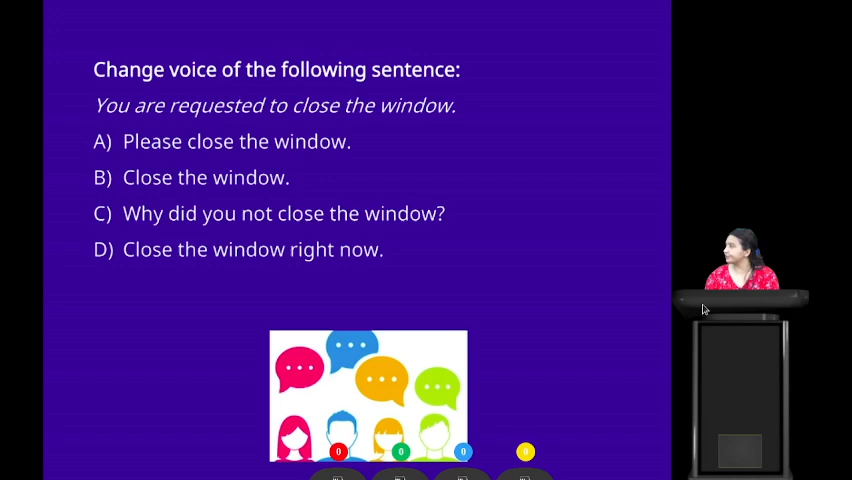 Change voice of the following sentence:
You are requested to close the window.
A) Please close the window.
B) Close the window.
C) Why did you not close the window?
D) Close the window right now.
0 0 0 0